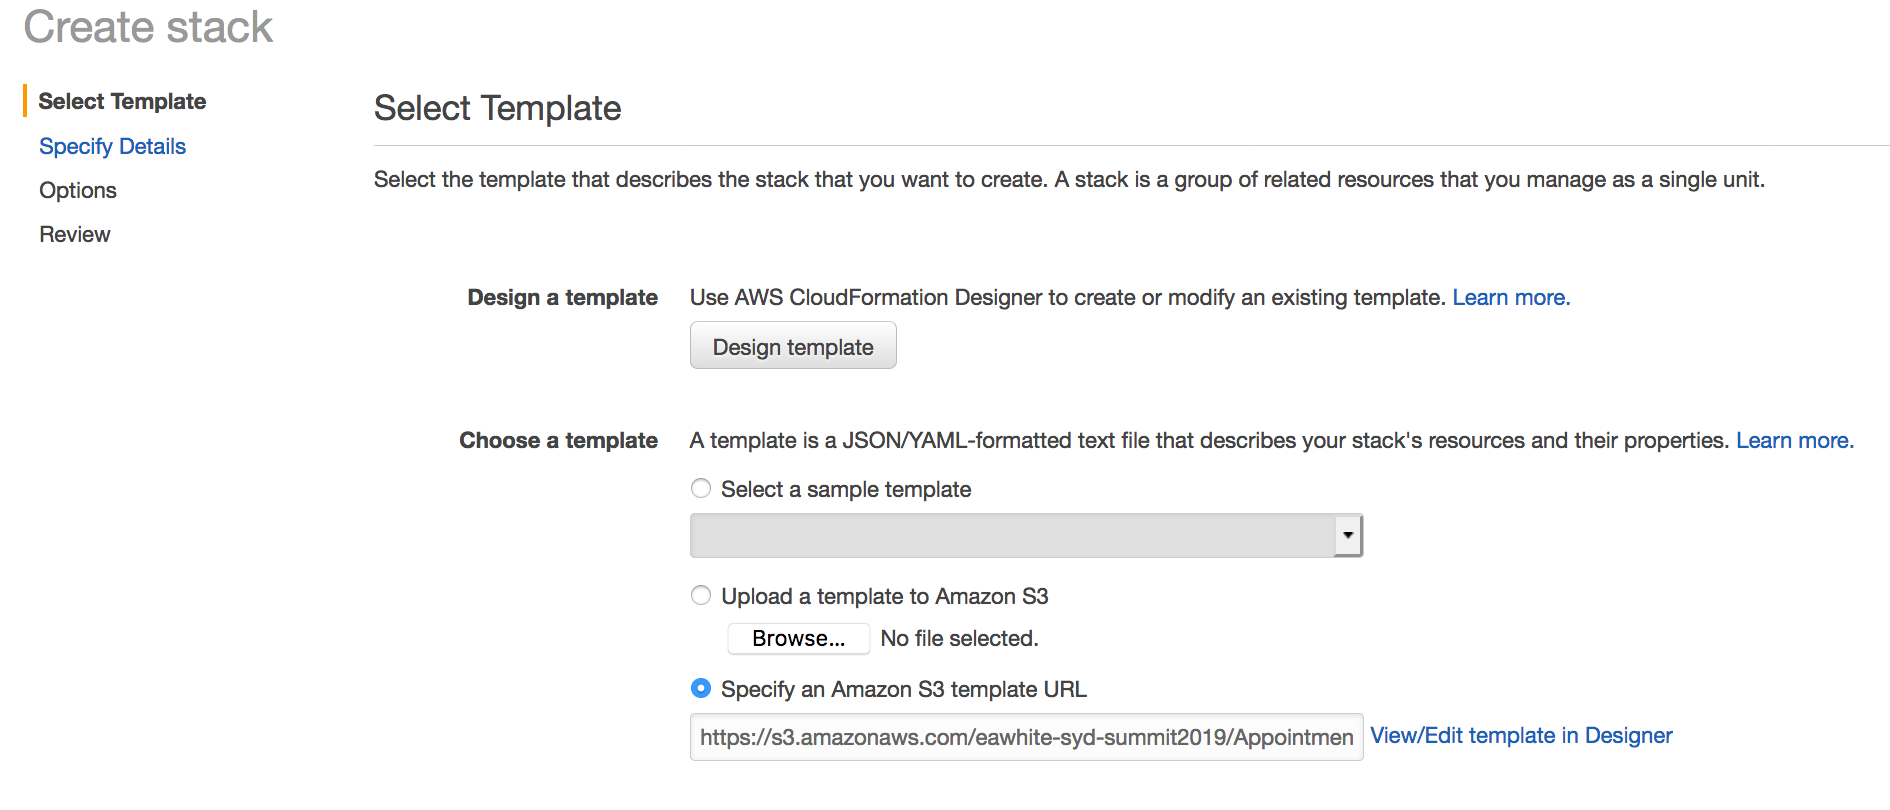 Create stack
Select Template
Specify Details
Options
Review
Select Template
Select the template that describes the stack that you want to create. A stack is a group of related resources that you manage as a single unit.
Design a template
Use AWS CloudFormation Designer to create or modify an existing template. Learn more.
Design template
Choose a template
A template is a JSON/YAML-formatted text file that describes your stack's resources and their properties. Learn more.
Select a sample template
Upload a template to Amazon S3
Browse... No file selected.
Specify an Amazon S3 template URL
https://s3.amazonaws.com/eawhite-syd-summit2019/Appointmen
View/Edit template in Designer